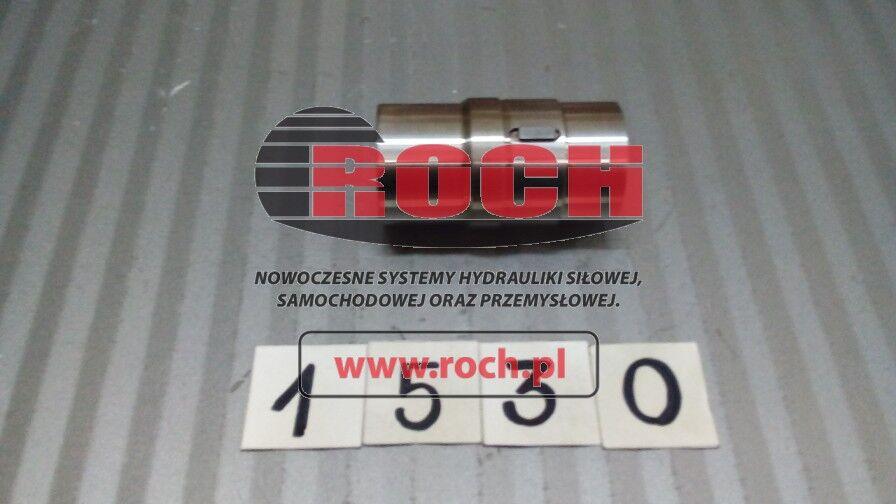 ROCH
NOWOCZESNE SYSTEMY HYDRAULIKI SIŁOWEJ,
SAMOCHODOWEJ ORAZ PRZEMYSŁOWEJ.
www.roch.pl
1530